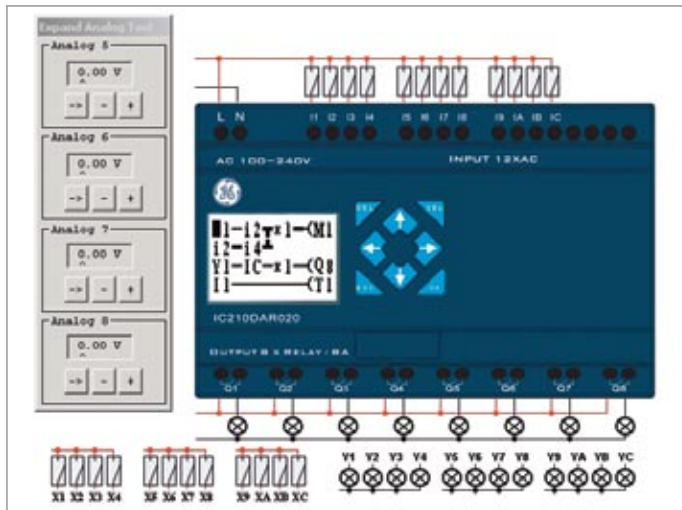 Expand Analog Tool
Analog 5
0.00 V
-> - +
Analog 6
0.00 V
-> - +
Analog 7
0.00 V
-> - +
Analog 8
0.00 V
-> - +
L N I1 I2 I3 I4 I5 I6 I7 I8 I9 IA IB IC
AC 100-240V INPUT 12XAC
I1-i2┳x1-(M1
i2-i4┻
Y1-IC-x1-(Q8
I1-(T1
IC210DAR020
OUTPUT 8 X RELAY / 8A
Q1 Q2 Q3 Q4 Q5 Q6 Q7 Q8
X1 X2 X3 X4 X5 X6 X7 X8 X9 XA XB XC
Y1 Y2 Y3 Y4 Y5 Y6 Y7 Y8 Y9 YA YB YC